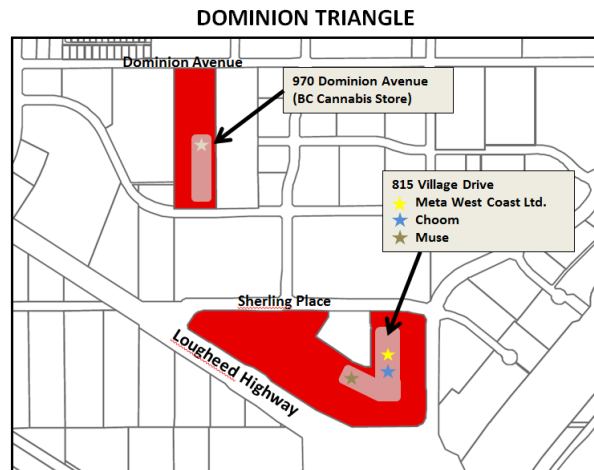 DOMINION TRIANGLE
Dominion Avenue
970 Dominion Avenue
(BC Cannabis Store)
815 Village Drive
Meta West Coast Ltd.
Choom
Muse
Sherling Place
Lougheed Highway